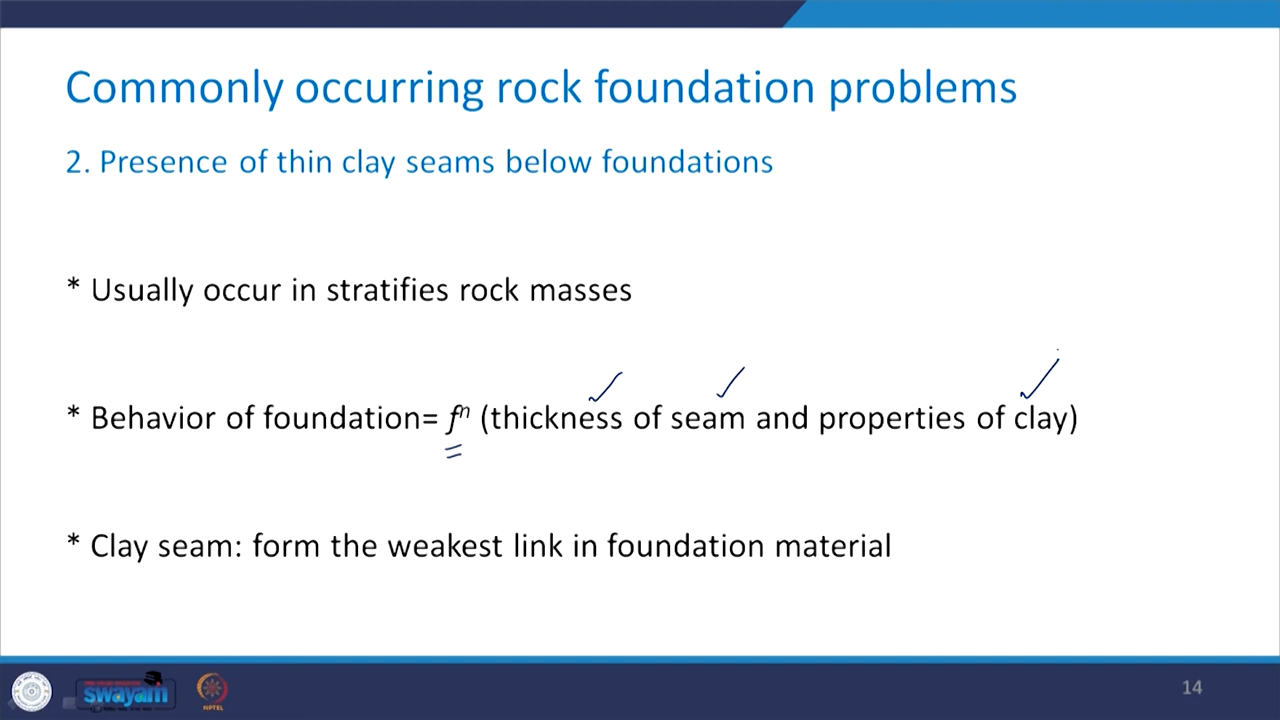 Commonly occurring rock foundation problems
2. Presence of thin clay seams below foundations
* Usually occur in stratifies rock masses
* Behavior of foundation= fⁿ (thickness of seam and properties of clay)
* Clay seam: form the weakest link in foundation material
swayam
NPTEL
14